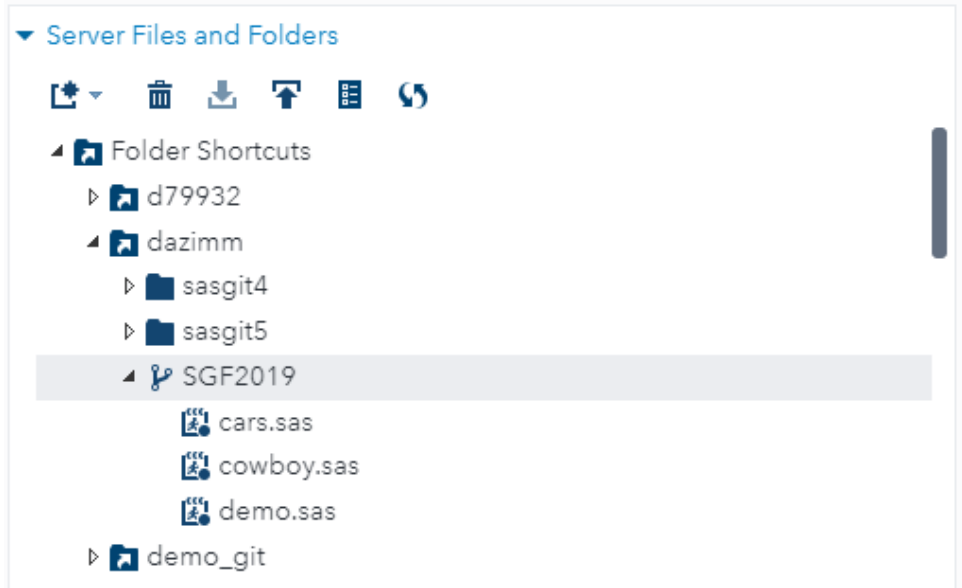 Server Files and Folders
Folder Shortcuts
d79932
dazimm
sasgit4
sasgit5
SGF2019
cars.sas
cowboy.sas
demo.sas
demo_git